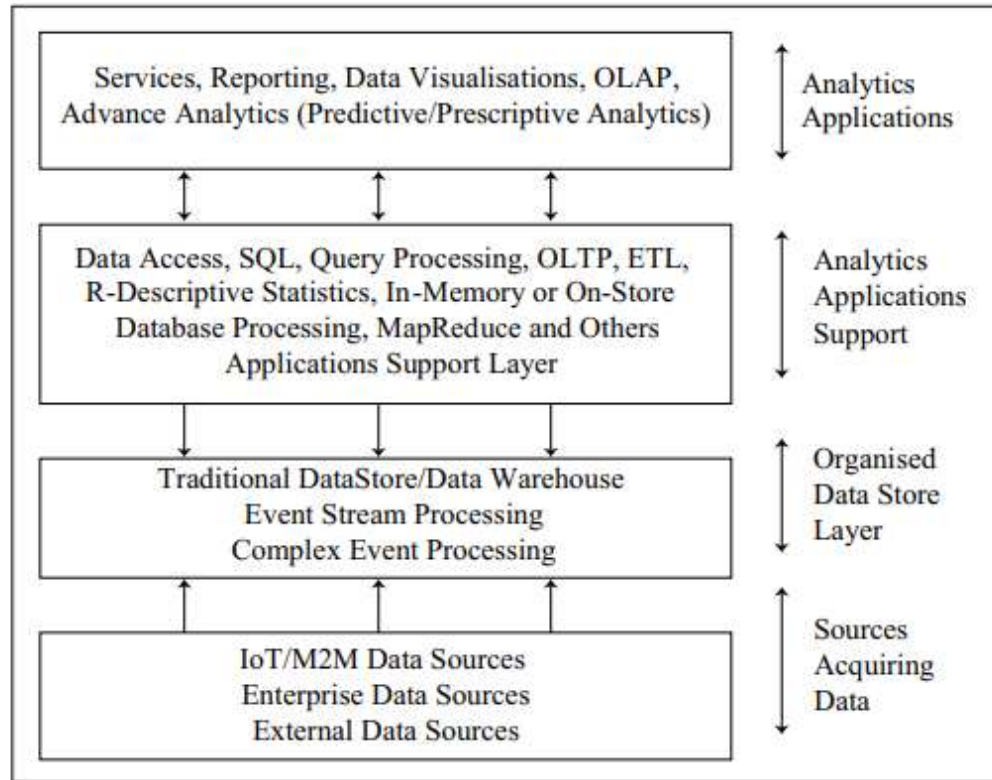 Services, Reporting, Data Visualisations, OLAP,
Advance Analytics (Predictive/Prescriptive Analytics)
Analytics
Applications
Data Access, SQL, Query Processing, OLTP, ETL,
R-Descriptive Statistics, In-Memory or On-Store
Database Processing, MapReduce and Others
Applications Support Layer
Analytics
Applications
Support
Traditional DataStore/Data Warehouse
Event Stream Processing
Complex Event Processing
Organised
Data Store
Layer
IoT/M2M Data Sources
Enterprise Data Sources
External Data Sources
Sources
Acquiring
Data